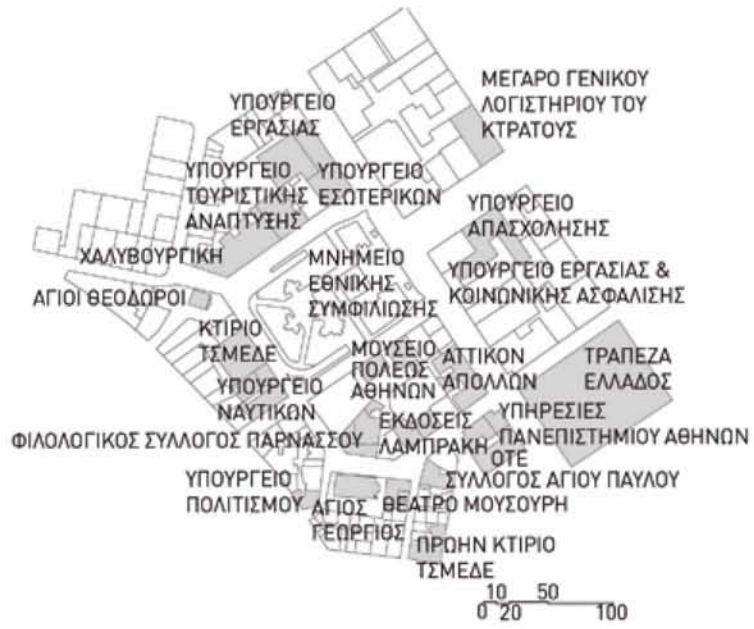 ΜΕΓΑΡΟ ΓΕΝΙΚΟΥ
ΛΟΓΙΣΤΗΡΙΟΥ ΤΟΥ
ΚΤΡΑΤΟΥΣ
ΥΠΟΥΡΓΕΙΟ
ΕΡΓΑΣΙΑΣ
ΥΠΟΥΡΓΕΙΟ
ΤΟΥΡΙΣΤΙΚΗΣ
ΑΝΑΠΤΥΞΗΣ
ΥΠΟΥΡΓΕΙΟ
ΕΣΩΤΕΡΙΚΩΝ
ΥΠΟΥΡΓΕΙΟ
ΑΠΑΣΧΟΛΗΣΗΣ
ΧΑΛΥΒΟΥΡΓΙΚΗ
ΜΝΗΜΕΙΟ
ΕΘΝΙΚΗΣ
ΣΥΜΦΙΛΙΩΣΗΣ
ΥΠΟΥΡΓΕΙΟ ΕΡΓΑΣΙΑΣ &
ΚΟΙΝΩΝΙΚΗΣ ΑΣΦΑΛΙΣΗΣ
ΑΓΙΟΙ ΘΕΟΔΩΡΟΙ
ΚΤΙΡΙΟ
ΤΣΜΕΔΕ
ΜΟΥΣΕΙΟ
ΠΟΛΕΩΣ
ΑΘΗΝΩΝ
ΑΤΤΙΚΟΝ
ΑΠΟΛΛΩΝ
ΤΡΑΠΕΖΑ
ΕΛΛΑΔΟΣ
ΥΠΟΥΡΓΕΙΟ
ΝΑΥΤΙΚΩΝ
ΦΙΛΟΛΟΓΙΚΟΣ ΣΥΛΛΟΓΟΣ ΠΑΡΝΑΣΣΟΥ
ΕΚΔΟΣΕΙΣ
ΛΑΜΠΡΑΚΗ
ΥΠΗΡΕΣΙΕΣ
ΠΑΝΕΠΙΣΤΗΜΙΟΥ ΑΘΗΝΩΝ
ΟΤΕ
ΣΥΛΛΟΓΟΣ ΑΓΙΟΥ ΠΑΥΛΟΥ
ΥΠΟΥΡΓΕΙΟ
ΠΟΛΙΤΙΣΜΟΥ
ΑΓΙΟΣ
ΓΕΩΡΓΙΟΣ
ΘΕΑΤΡΟ ΜΟΥΣΟΥΡΗ
ΠΡΩΗΝ ΚΤΙΡΙΟ
ΤΣΜΕΔΕ
10 50
0 20 100